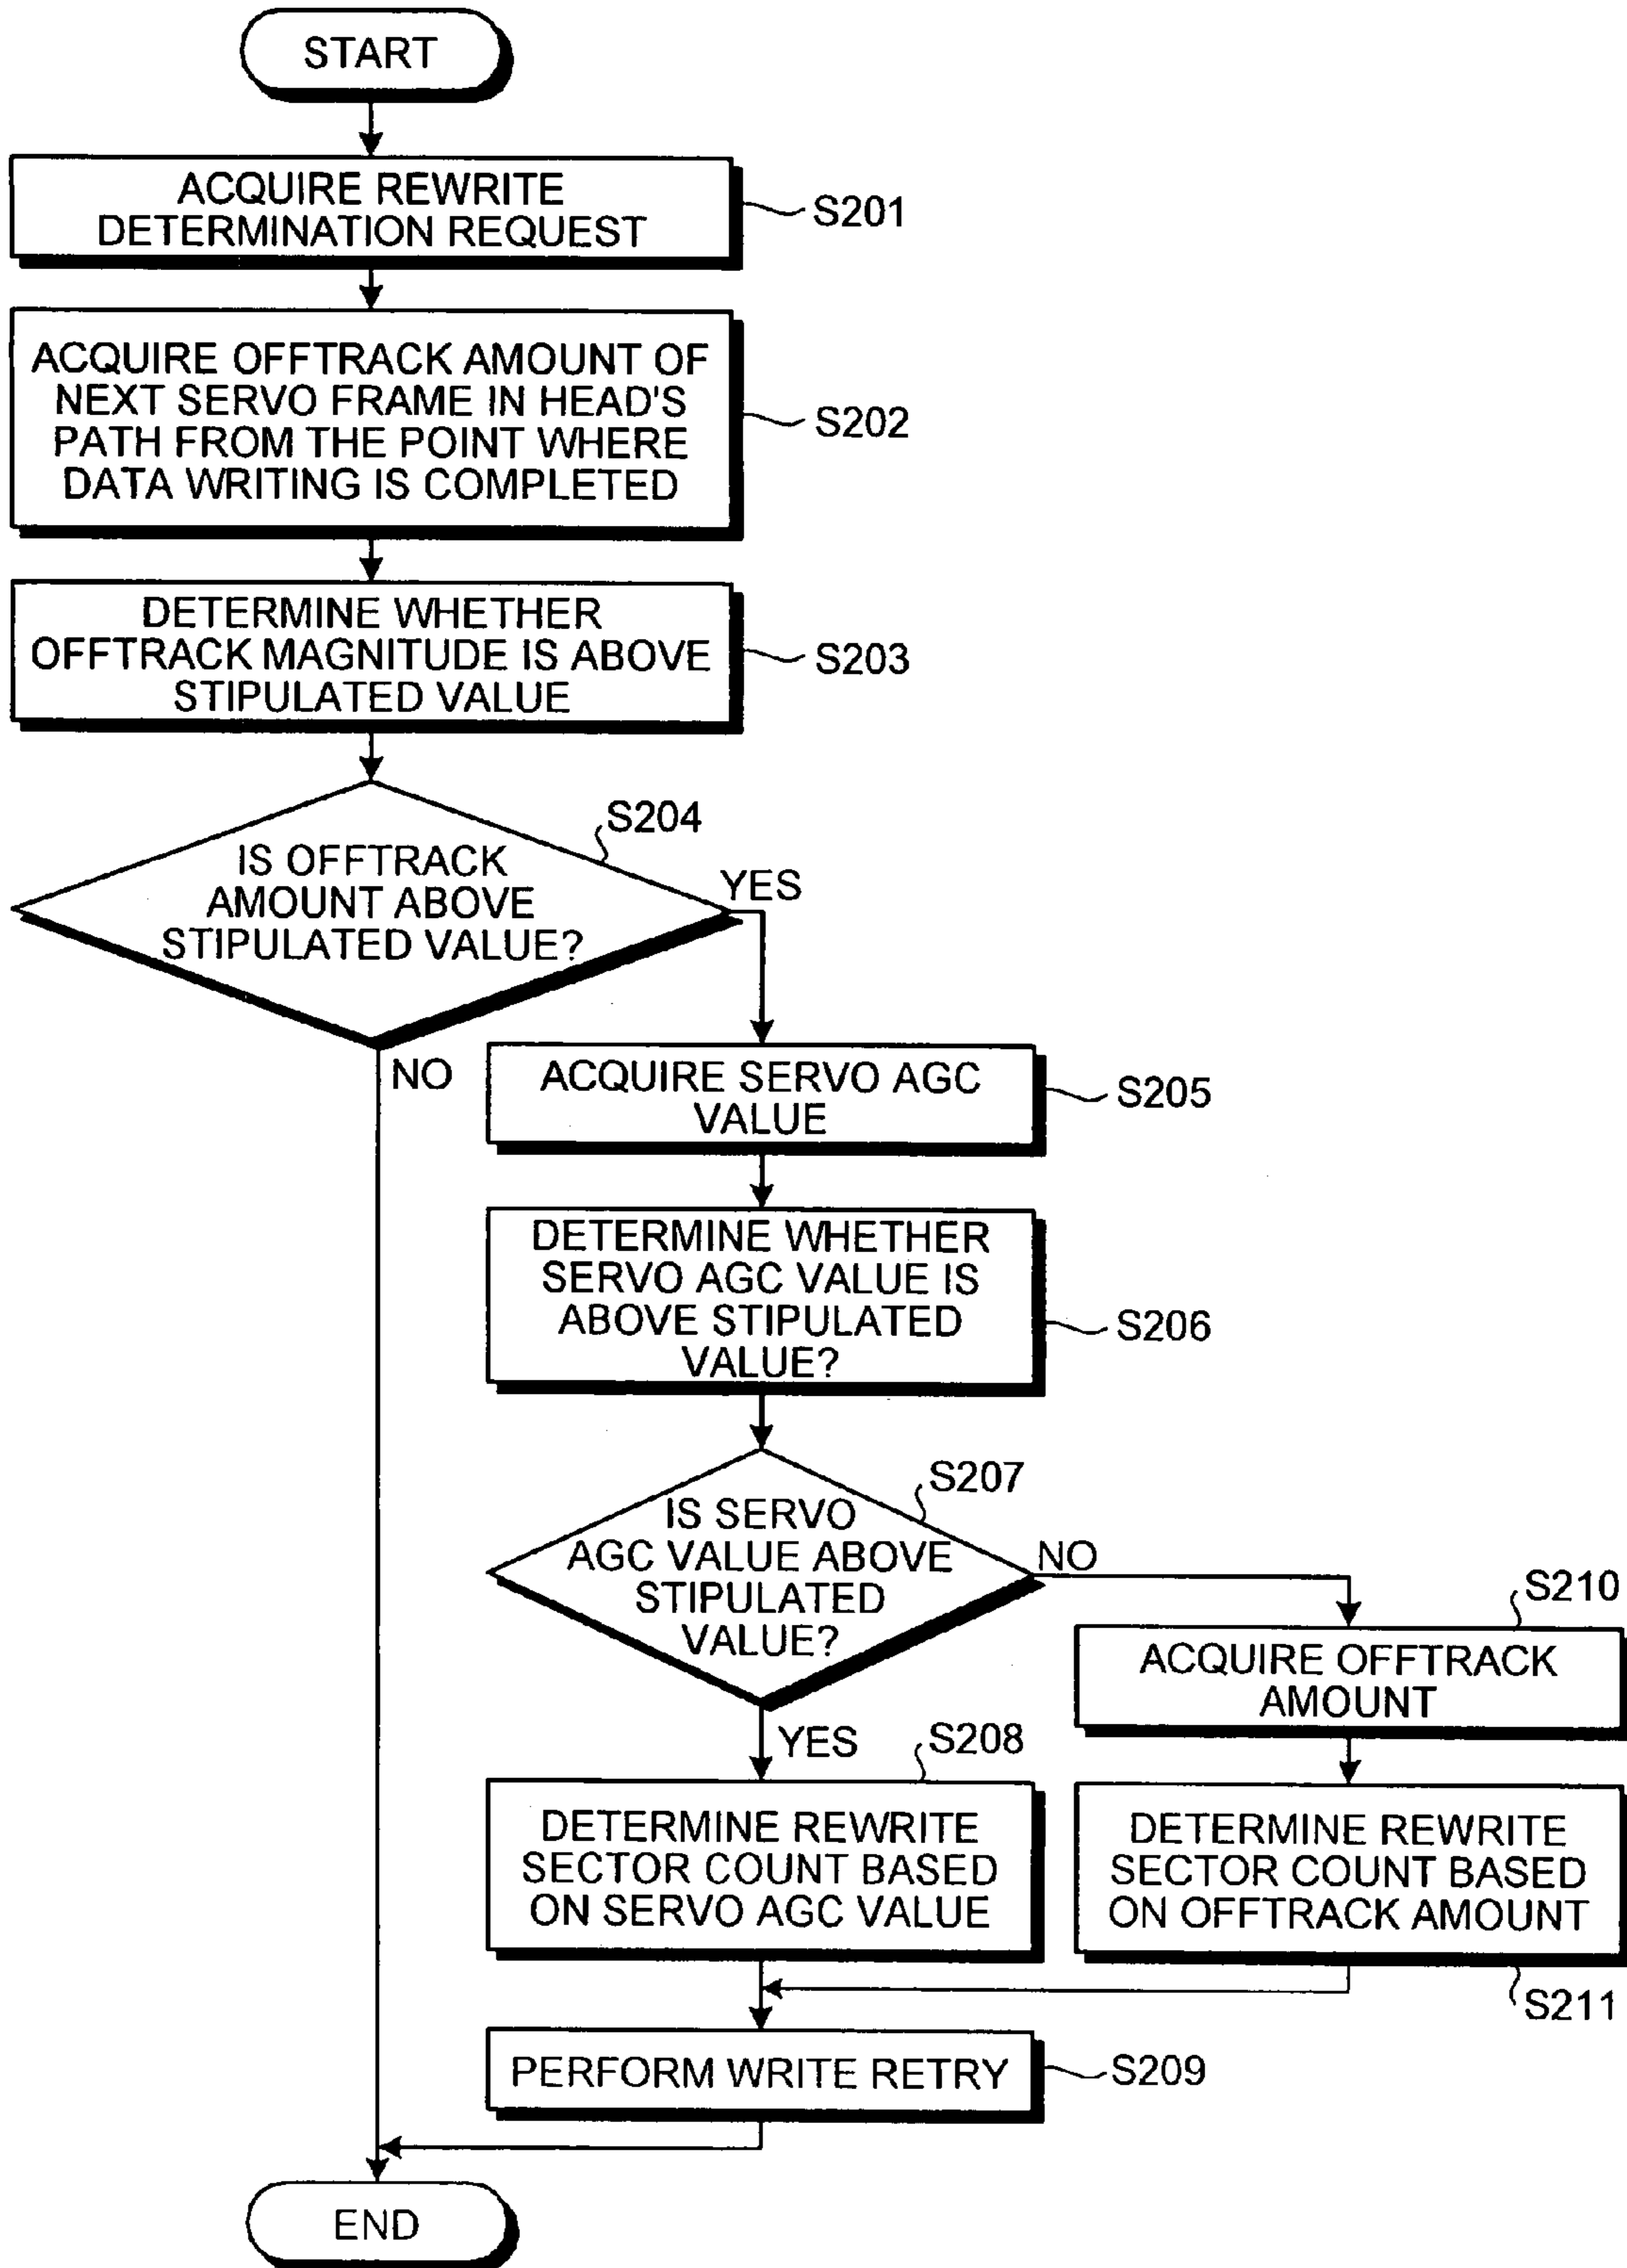 START
ACQUIRE REWRITE
DETERMINATION REQUEST
S201
ACQUIRE OFFTRACK AMOUNT OF
NEXT SERVO FRAME IN HEAD'S
PATH FROM THE POINT WHERE
DATA WRITING IS COMPLETED
S202
DETERMINE WHETHER
OFFTRACK MAGNITUDE IS ABOVE
STIPULATED VALUE
S203
S204
IS OFFTRACK
AMOUNT ABOVE
STIPULATED VALUE?
YES
NO
ACQUIRE SERVO AGC
VALUE
S205
DETERMINE WHETHER
SERVO AGC VALUE IS
ABOVE STIPULATED
VALUE?
S206
S207
IS SERVO
AGC VALUE ABOVE
STIPULATED
VALUE?
NO
S210
ACQUIRE OFFTRACK
AMOUNT
YES
S208
DETERMINE REWRITE
SECTOR COUNT BASED
ON SERVO AGC VALUE
DETERMINE REWRITE
SECTOR COUNT BASED
ON OFFTRACK AMOUNT
S211
PERFORM WRITE RETRY
S209
END